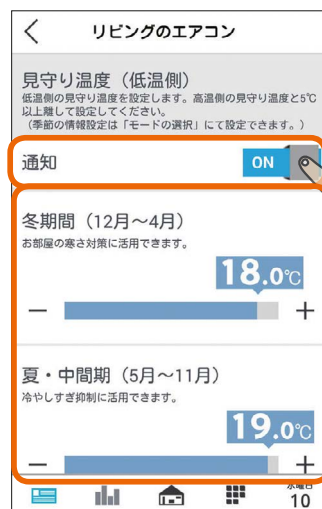 リビングのエアコン
見守り温度（低温側）
低温側の見守り温度を設定します。高温側の見守り温度と5℃
以上離して設定してください。
（季節の情報設定は「モードの選択」にて設定できます。）
通知
ON
冬期間（12月～4月）
お部屋の寒さ対策に活用できます。
18.0℃
夏・中間期（5月～11月）
冷やしすぎ抑制に活用できます。
19.0℃
水曜日
10